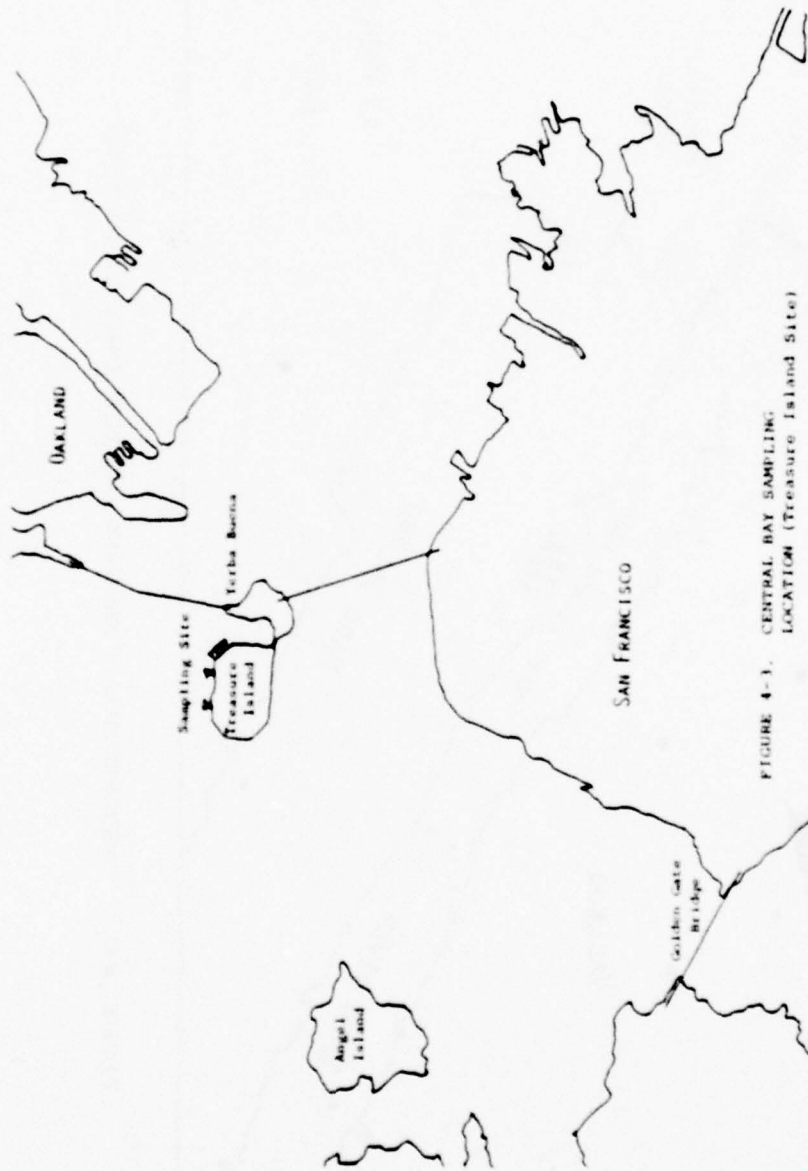 OAKLAND
Sampling Site
Yerba Buena
Treasure
Island
Angel
Island
SAN FRANCISCO
Golden Gate
Bridge
FIGURE 4-3. CENTRAL BAY SAMPLING
LOCATION (Treasure Island Site)